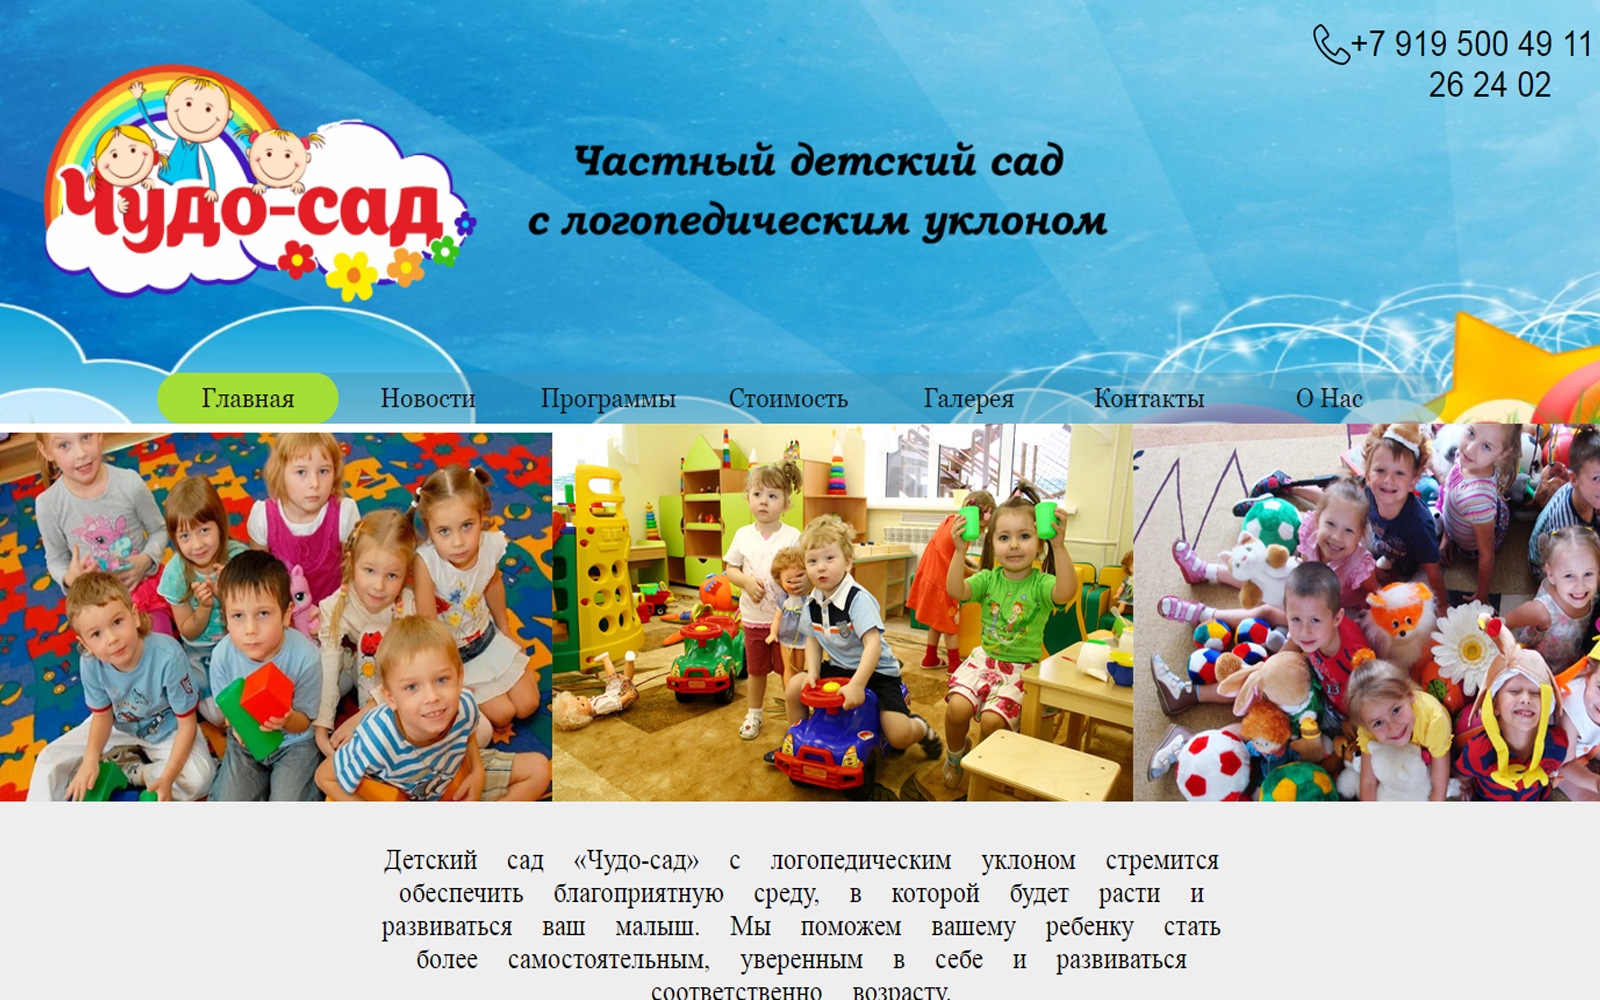 +7 919 500 49 11
26 24 02
Чудо-сад
Частный детский сад
с логопедическим уклоном
Главная Новости Программы Стоимость Галерея Контакты О Нас
Детский сад «Чудо-сад» с логопедическим уклоном стремится
обеспечить благоприятную среду, в которой будет расти и
развиваться ваш малыш. Мы поможем вашему ребенку стать
более самостоятельным, уверенным в себе и развиваться
соответственно возрасту.